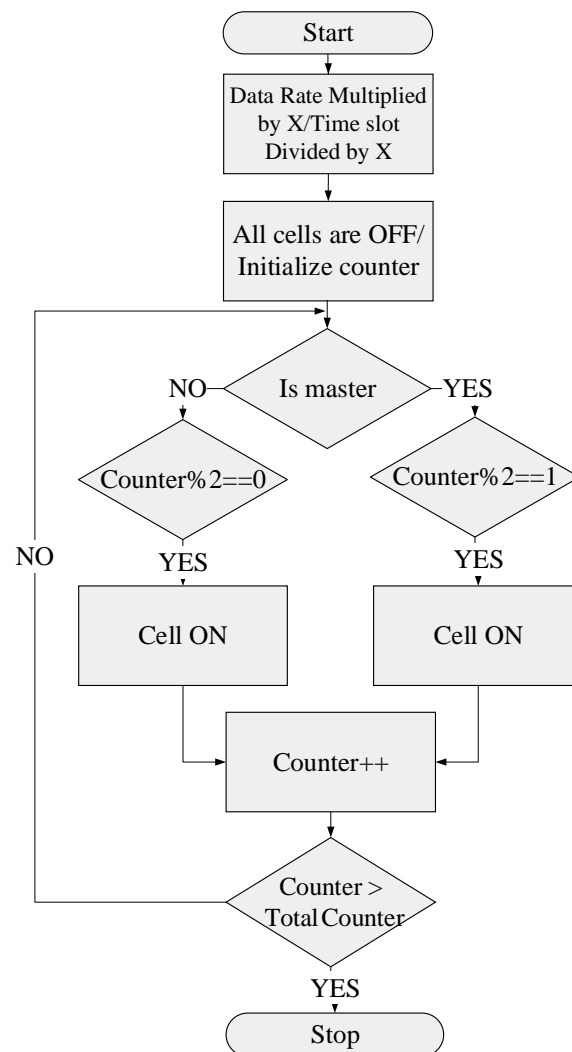 Start
Data Rate Multiplied
by X/Time slot
Divided by X
All cells are OFF/
Initialize counter
Is master
NO
YES
Counter%2==0
Counter%2==1
NO
YES
YES
Cell ON
Cell ON
Counter++
Counter >
Total Counter
YES
Stop